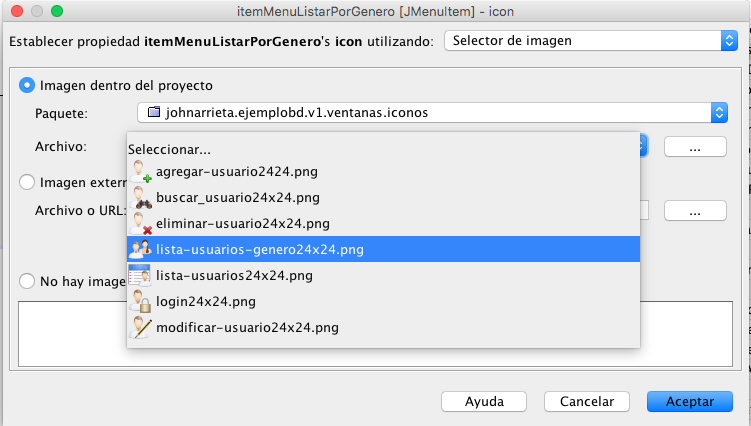 itemMenuListarPorGenero [JMenuItem] - icon
Establecer propiedad itemMenuListarPorGenero's icon utilizando: Selector de imagen
Imagen dentro del proyecto
Paquete: johnarrieta.ejemplobd.v1.ventanas.iconos
Archivo: ...
Seleccionar...
agregar-usuario2424.png
buscar_usuario24x24.png
Imagen extern
eliminar-usuario24x24.png
Archivo o URL: ...
lista-usuarios-genero24x24.png
lista-usuarios24x24.png
No hay image
login24x24.png
modificar-usuario24x24.png
Ayuda Cancelar Aceptar